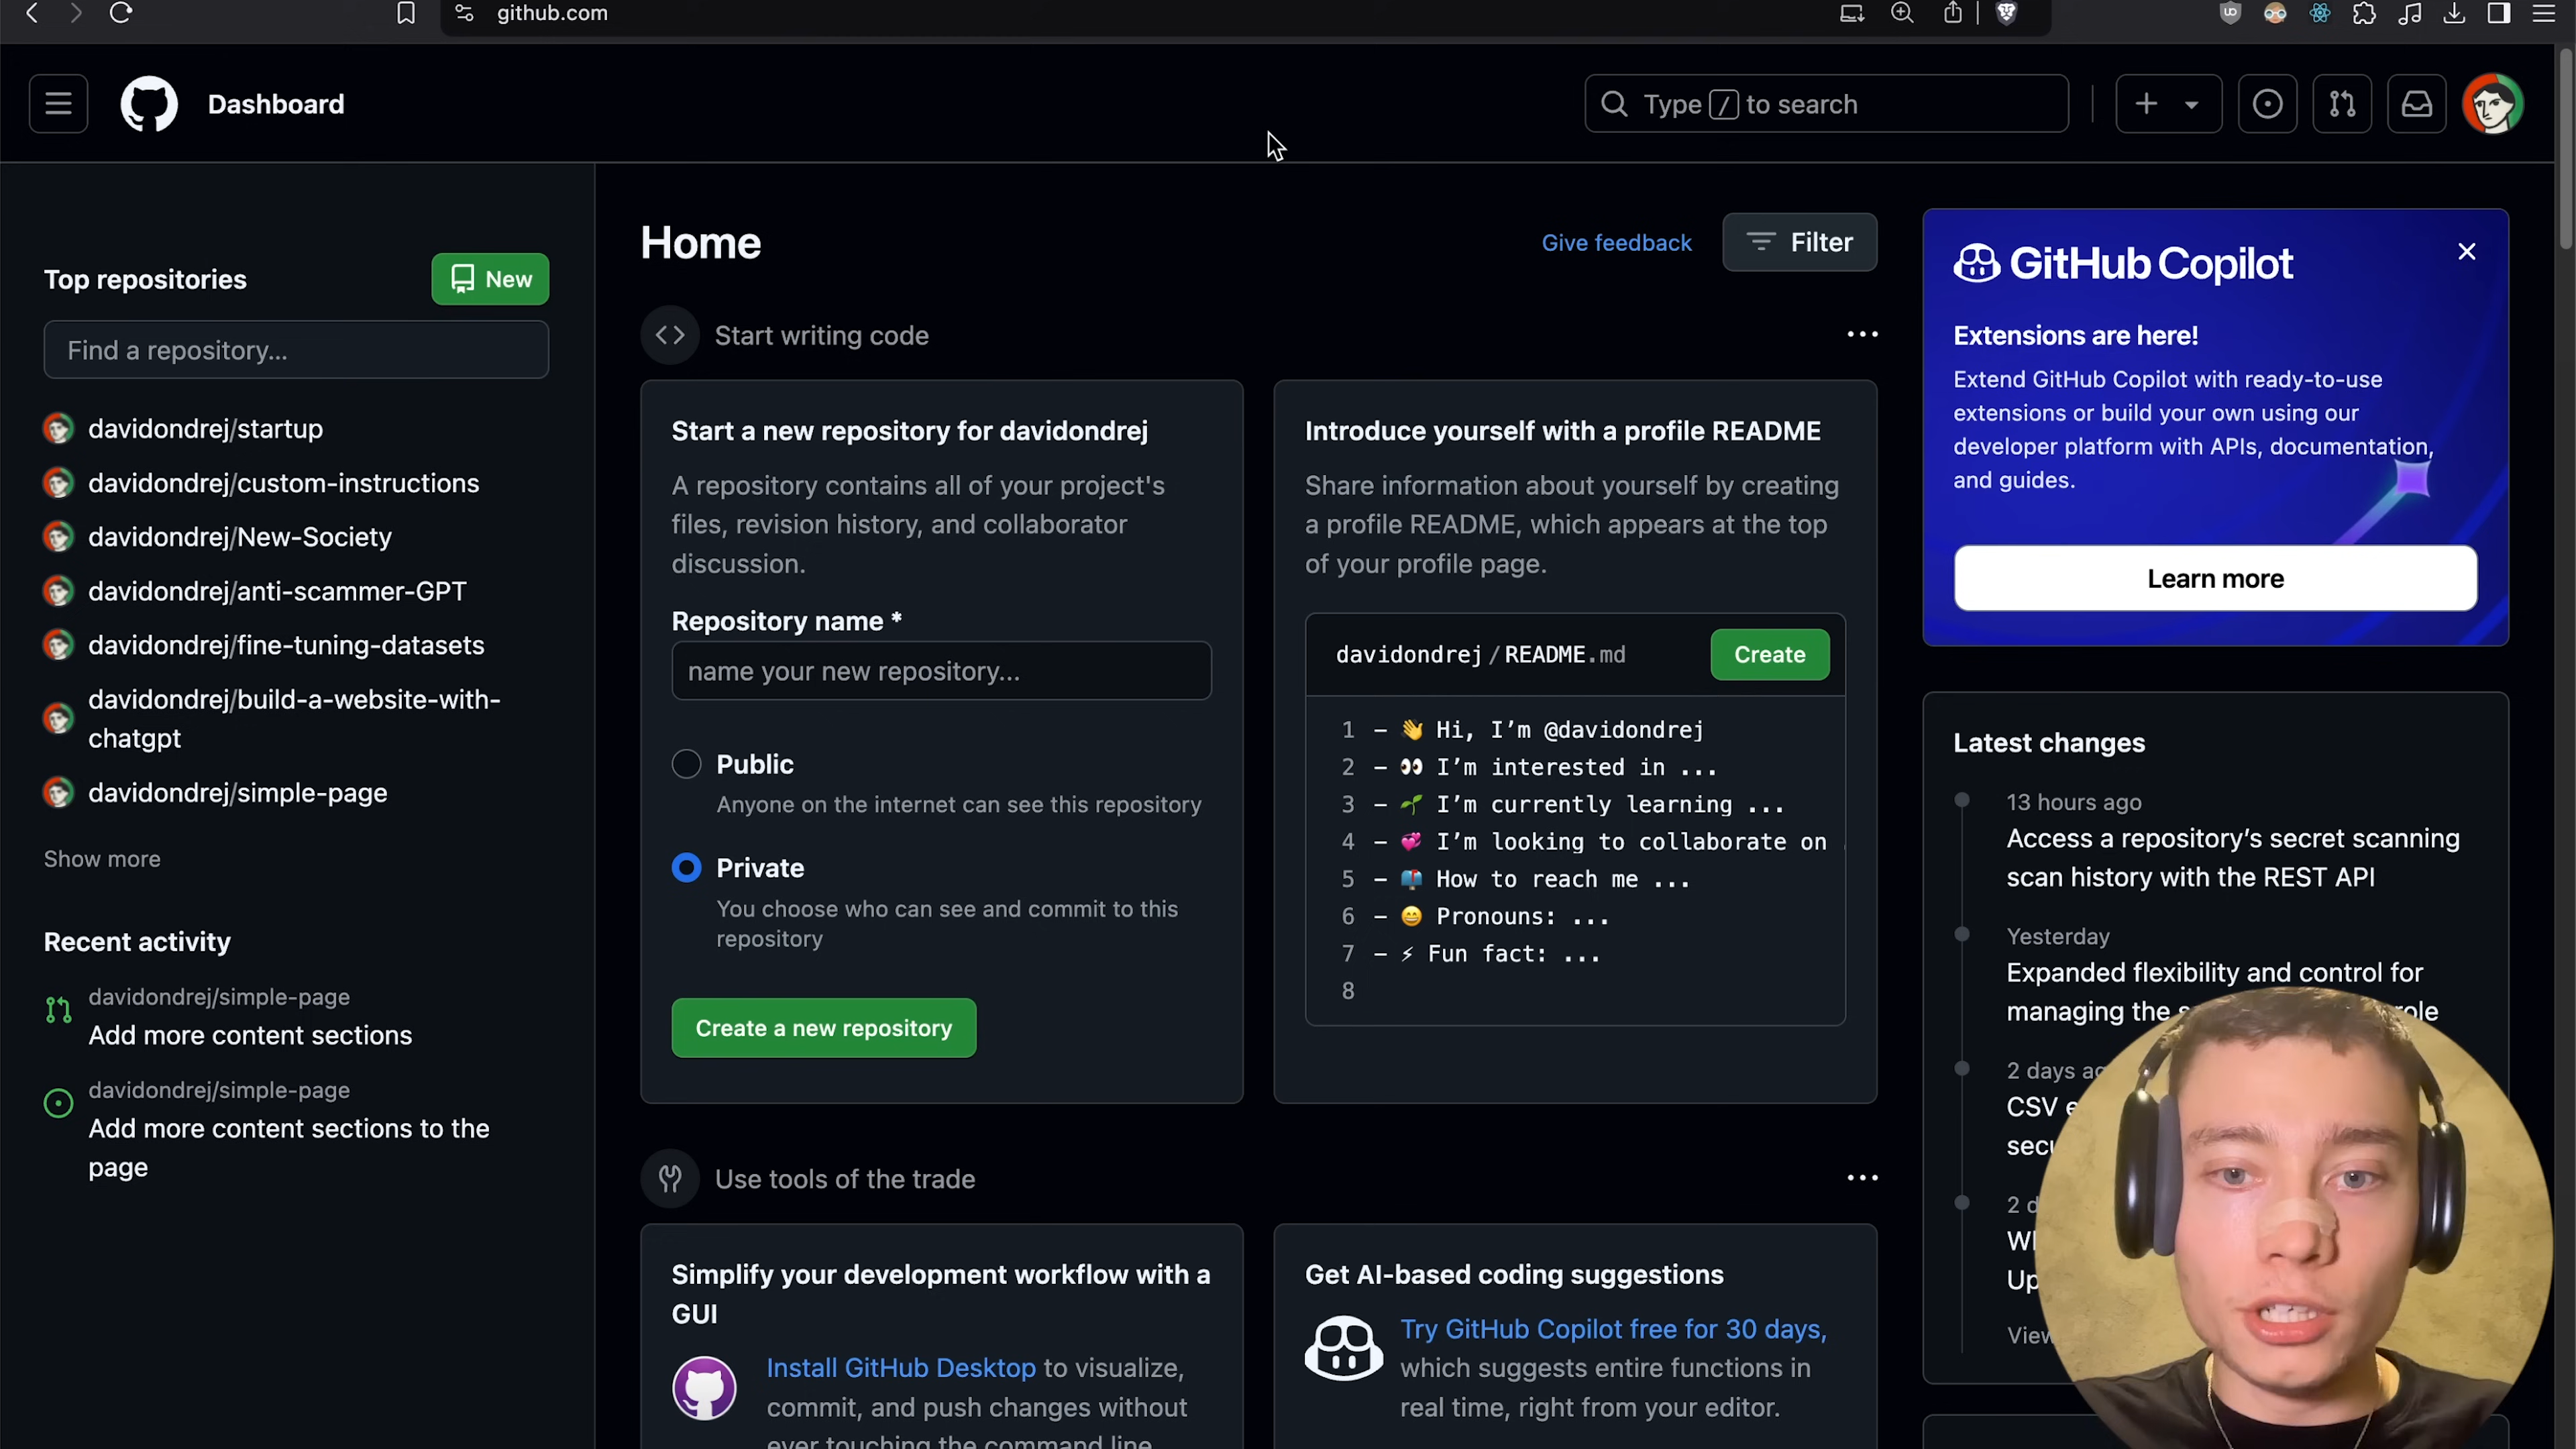 github.com
Dashboard
Type / to search
Top repositories
New
Find a repository...
davidondrej/startup
davidondrej/custom-instructions
davidondrej/New-Society
davidondrej/anti-scammer-GPT
davidondrej/fine-tuning-datasets
davidondrej/build-a-website-with-
chatgpt
davidondrej/simple-page
Show more
Recent activity
davidondrej/simple-page
Add more content sections
davidondrej/simple-page
Add more content sections to the
page
Home
Give feedback
Filter
Start writing code
Start a new repository for davidondrej
A repository contains all of your project's
files, revision history, and collaborator
discussion.
Repository name *
name your new repository...
Public
Anyone on the internet can see this repository
Private
You choose who can see and commit to this
repository
Create a new repository
Introduce yourself with a profile README
Share information about yourself by creating
a profile README, which appears at the top
of your profile page.
davidondrej / README.md
Create
1 - 👋 Hi, I’m @davidondrej
2 - 👀 I’m interested in ...
3 - 🌱 I’m currently learning ...
4 - 💞️ I’m looking to collaborate on
5 - 📫 How to reach me ...
6 - 😄 Pronouns: ...
7 - ⚡ Fun fact: ...
8
Use tools of the trade
Simplify your development workflow with a
GUI
Install GitHub Desktop to visualize,
commit, and push changes without
ever touching the command line
Get AI-based coding suggestions
Try GitHub Copilot free for 30 days,
which suggests entire functions in
real time, right from your editor.
GitHub Copilot
Extensions are here!
Extend GitHub Copilot with ready-to-use
extensions or build your own using our
developer platform with APIs, documentation,
and guides.
Learn more
Latest changes
13 hours ago
Access a repository’s secret scanning
scan history with the REST API
Yesterday
Expanded flexibility and control for
managing the
2 days
CSV
2